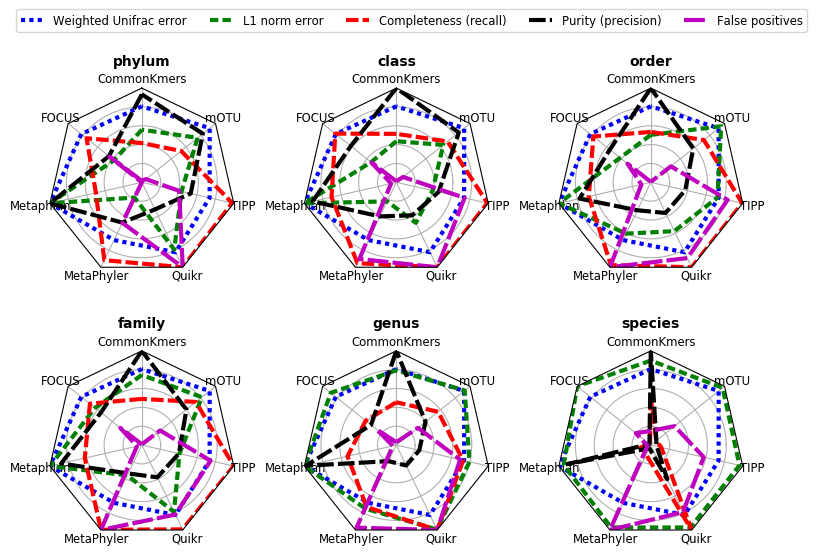 Weighted Unifrac error L1 norm error Completeness (recall) Purity (precision) False positives
phylum class order
CommonKmers CommonKmers CommonKmers
FOCUS mOTU FOCUS mOTU FOCUS mOTU
Metaphlan TIPP Metaphlan TIPP Metaphlan TIPP
MetaPhyler Quikr MetaPhyler Quikr MetaPhyler Quikr
family genus species
CommonKmers CommonKmers CommonKmers
FOCUS mOTU FOCUS mOTU FOCUS mOTU
Metaphlan TIPP Metaphlan TIPP Metaphlan TIPP
MetaPhyler Quikr MetaPhyler Quikr MetaPhyler Quikr